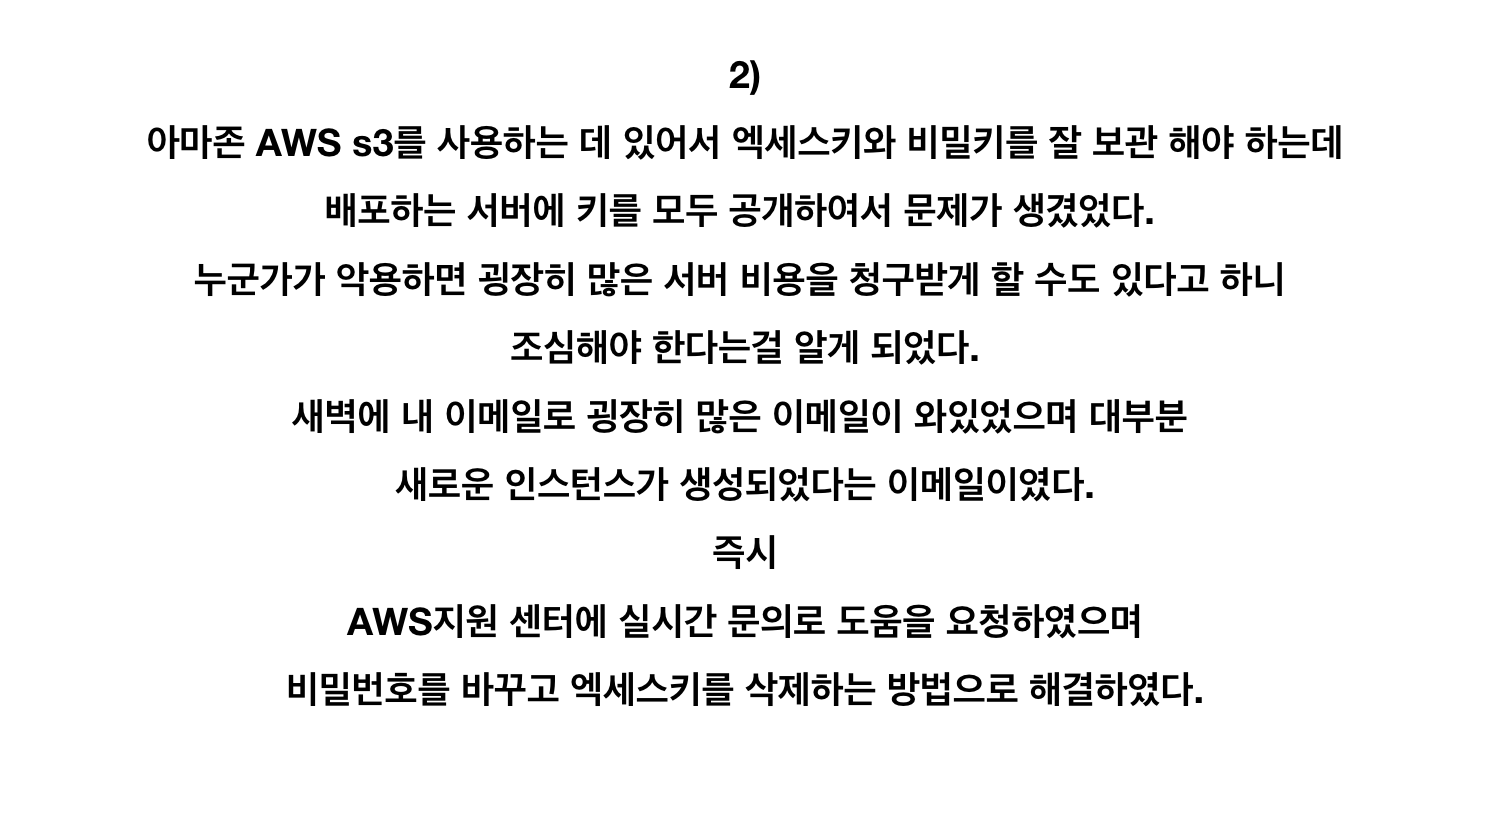 2)
아마존 AWS s3를 사용하는 데 있어서 엑세스키와 비밀키를 잘 보관 해야 하는데
배포하는 서버에 키를 모두 공개하여서 문제가 생겼었다.
누군가가 악용하면 굉장히 많은 서버 비용을 청구받게 할 수도 있다고 하니
조심해야 한다는걸 알게 되었다.
새벽에 내 이메일로 굉장히 많은 이메일이 와있었으며 대부분
새로운 인스턴스가 생성되었다는 이메일이였다.
즉시
AWS지원 센터에 실시간 문의로 도움을 요청하였으며
비밀번호를 바꾸고 엑세스키를 삭제하는 방법으로 해결하였다.